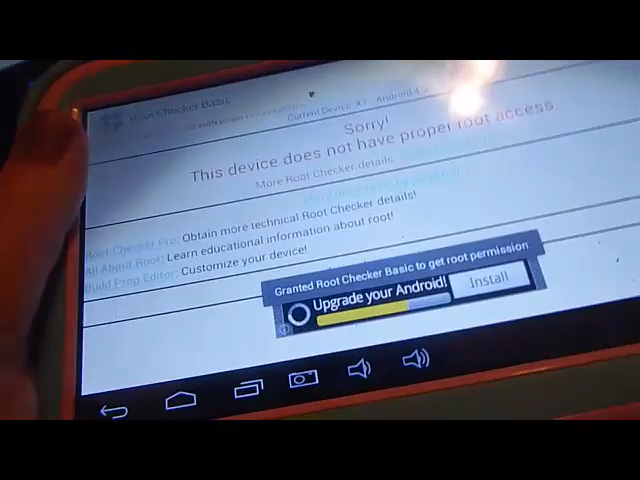 Root Checker Basic
Current Device: X7 Android 4.
Sorry!
This device does not have proper root access
More Root Checker details
Root Checker Pro: Obtain more technical Root Checker details!
All About Root: Learn educational information about root!
Build Prop Editor: Customize your device!
Granted Root Checker Basic to get root permission
Upgrade your Android!
Install